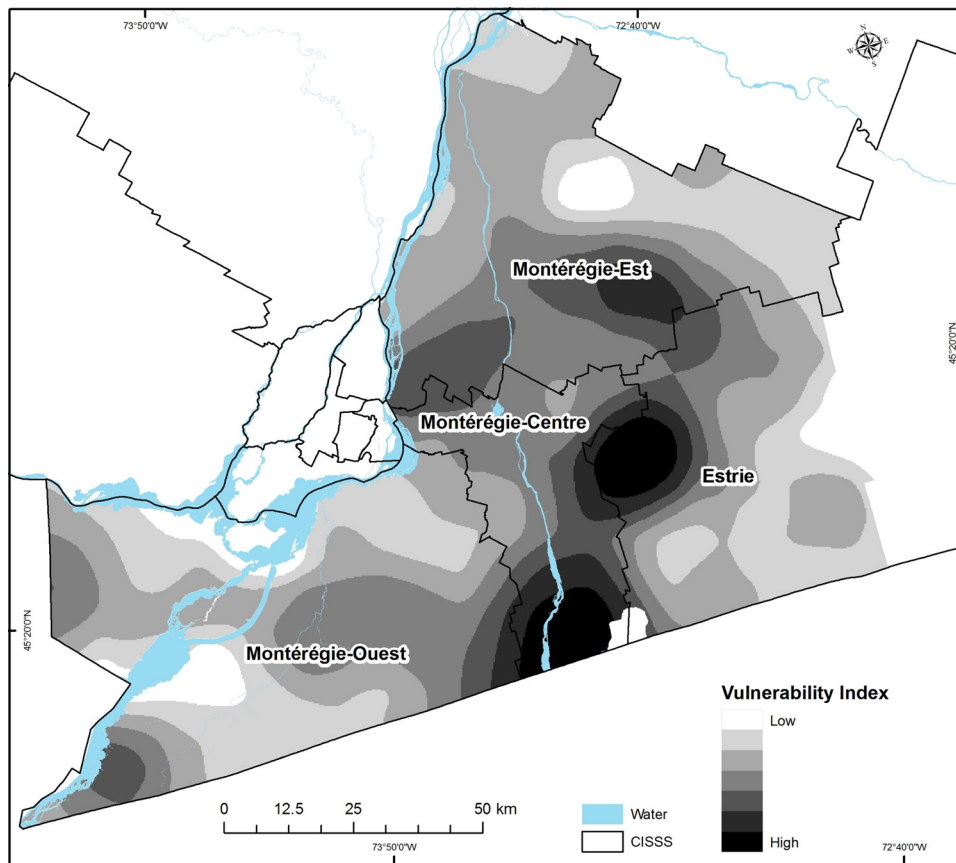 73°50'0"W
72°40'0"W
N
W E
S
45°20'0"N
Montérégie-Est
Montérégie-Centre
Estrie
45°20'0"N
Montérégie-Ouest
Vulnerability Index
Low
High
0 12.5 25 50 km
Water
CISSS
73°50'0"W
72°40'0"W